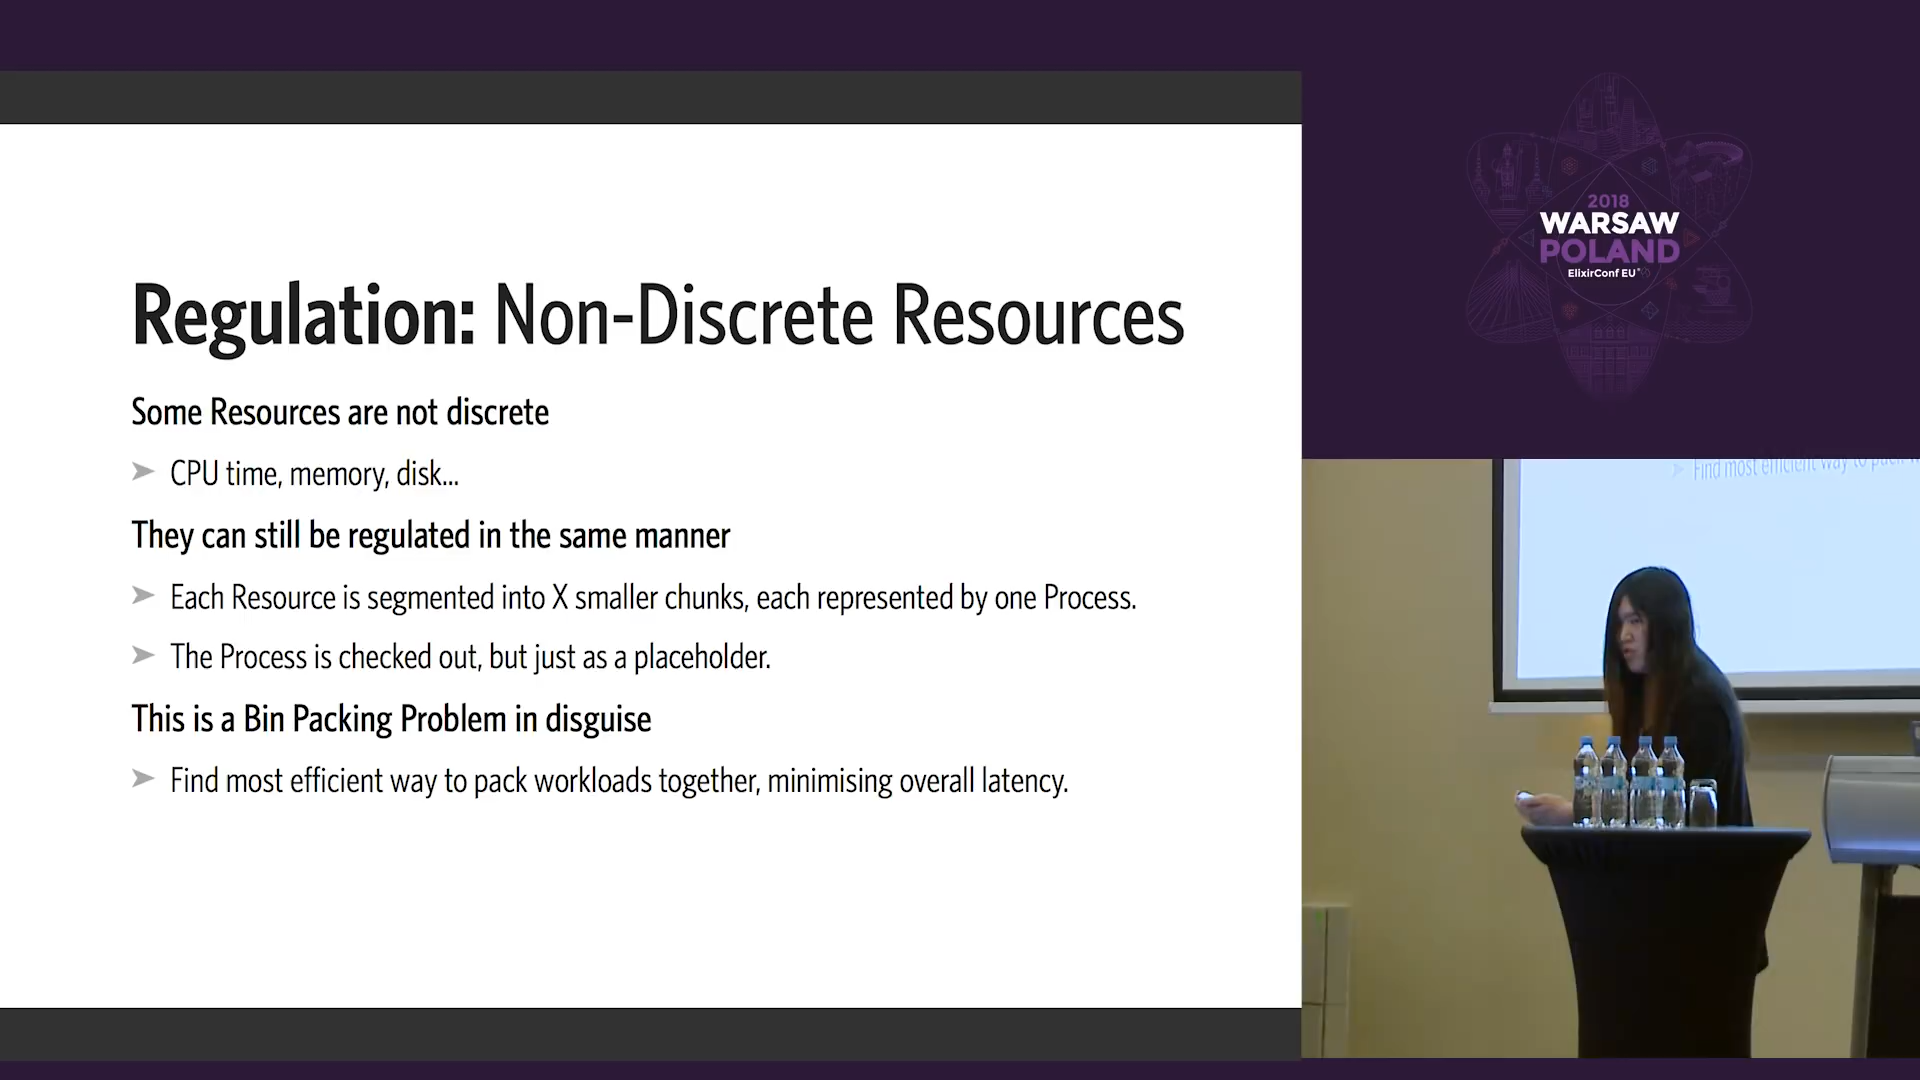 Regulation: Non-Discrete Resources
Some Resources are not discrete
➤ CPU time, memory, disk...
They can still be regulated in the same manner
➤ Each Resource is segmented into X smaller chunks, each represented by one Process.
➤ The Process is checked out, but just as a placeholder.
This is a Bin Packing Problem in disguise
➤ Find most efficient way to pack workloads together, minimising overall latency.
2018
WARSAW
POLAND
ElixirConf EU
➤ Find most efficient way to pack